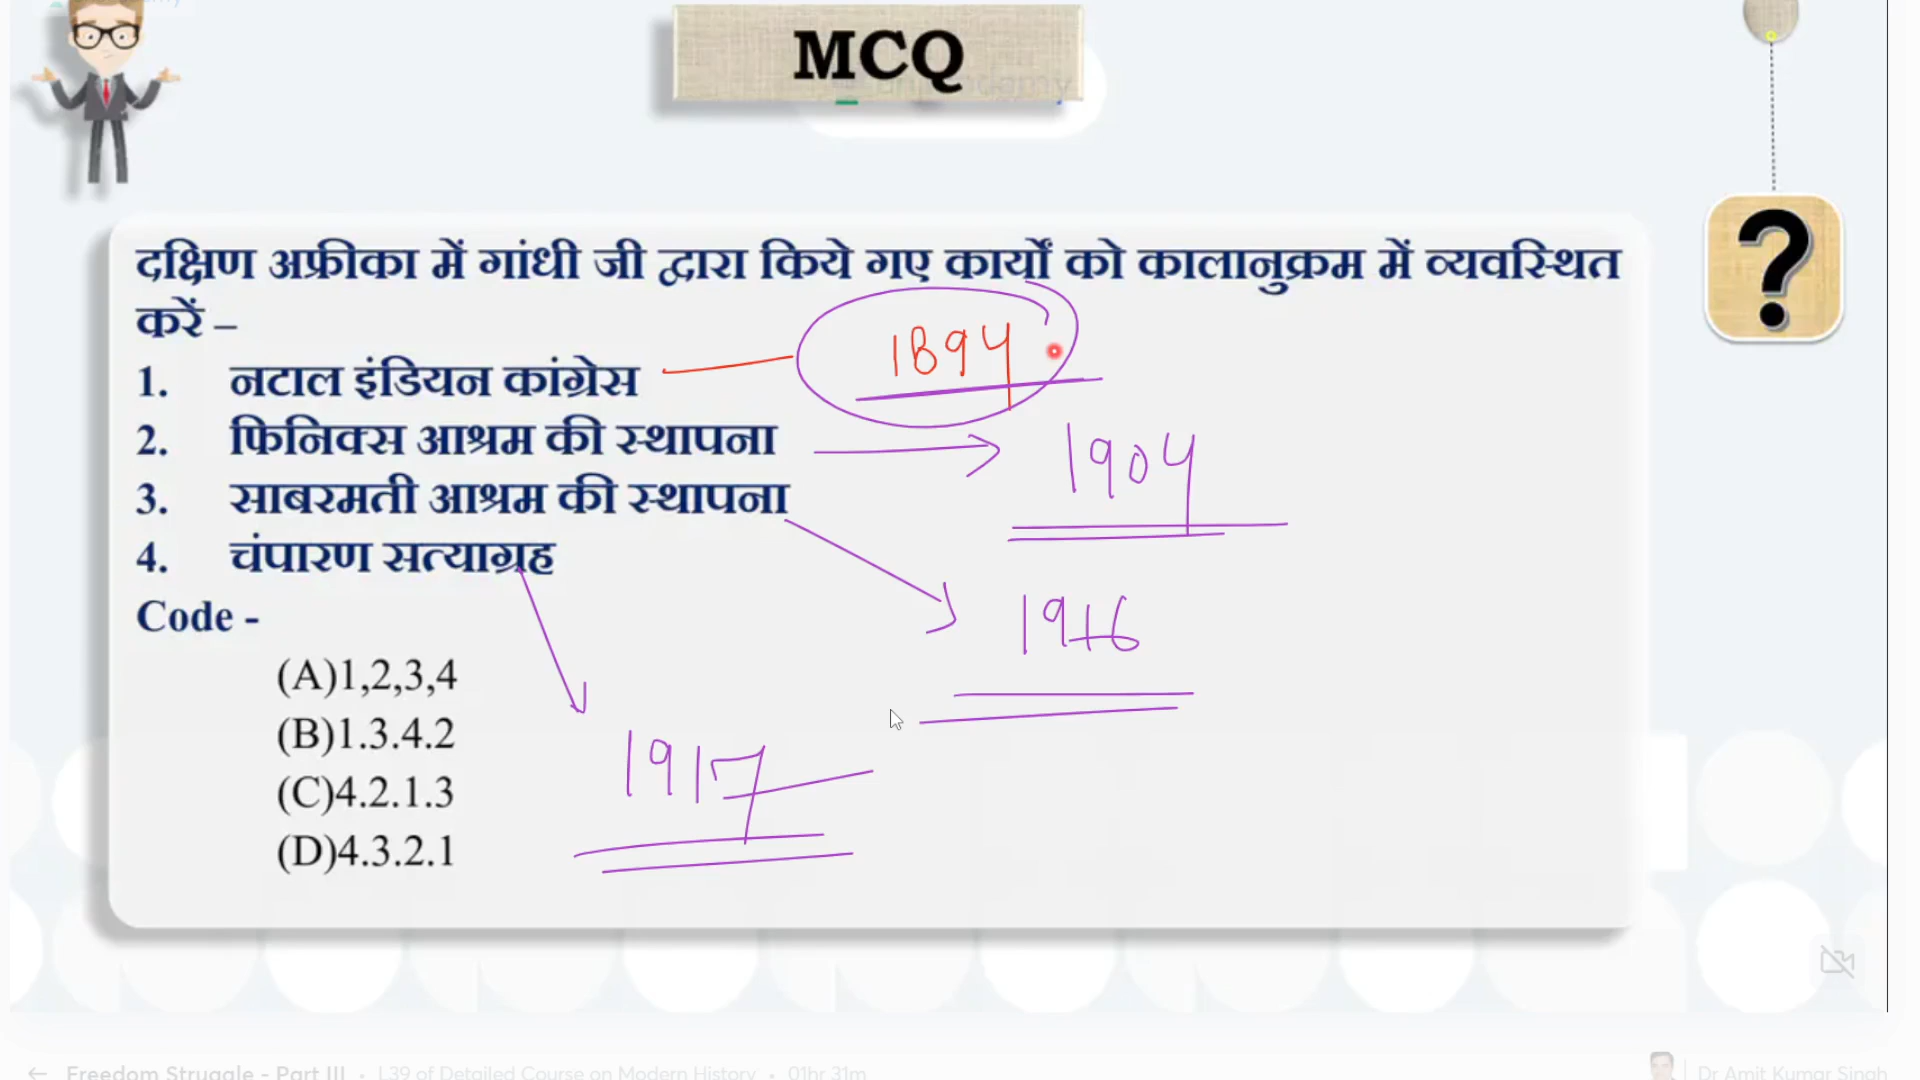 MCQ
दक्षिण अफ्रीका में गांधी जी द्वारा किये गए कार्यों को कालानुक्रम में व्यवस्थित
करें –
1. नटाल इंडियन कांग्रेस
1894
2. फिनिक्स आश्रम की स्थापना
1904
3. साबरमती आश्रम की स्थापना
1916
4. चंपारण सत्याग्रह
1917
Code -
(A)1,2,3,4
(B)1.3.4.2
(C)4.2.1.3
(D)4.3.2.1
?
← Freedom Struggle - Part III • L39 of Detailed Course on Modern History • 01hr 31m
Dr Amit Kumar Singh